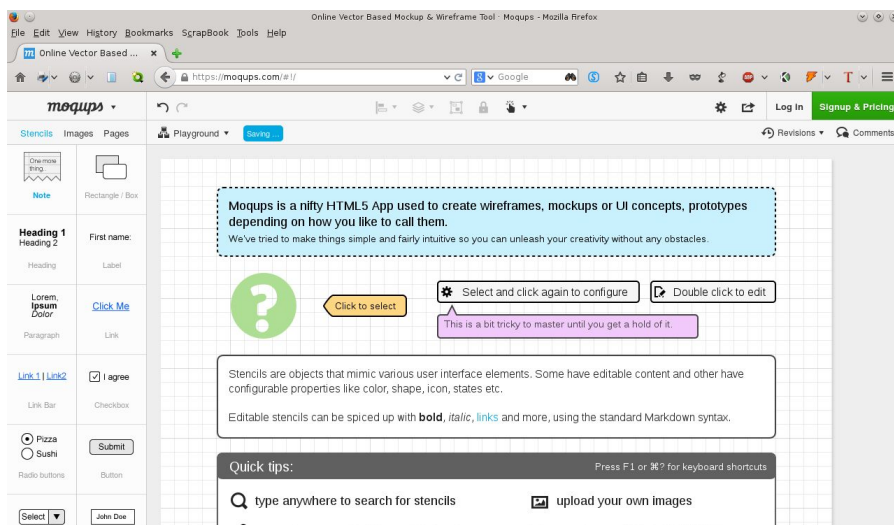 Online Vector Based Mockup & Wireframe Tool · Moqups - Mozilla Firefox
File Edit View History Bookmarks ScrapBook Tools Help
Online Vector Based ...
https://moqups.com/#!/
Google
moqups
Log in
Signup & Pricing
Stencils Images Pages
Playground
Saving ...
Revisions
Comments
One more thing..
Note
Rectangle / Box
Heading 1
Heading 2
Heading
First name:
Label
Lorem,
Ipsum
Dolor
Paragraph
Click Me
Link
Link 1 | Link2
Link Bar
I agree
Checkbox
Pizza
Sushi
Radio buttons
Submit
Button
Select
John Doe
Moqups is a nifty HTML5 App used to create wireframes, mockups or UI concepts, prototypes
depending on how you like to call them.
We've tried to make things simple and fairly intuitive so you can unleash your creativity without any obstacles.
?
Click to select
Select and click again to configure
Double click to edit
This is a bit tricky to master until you get a hold of it.
Stencils are objects that mimic various user interface elements. Some have editable content and other have
configurable properties like color, shape, icon, states etc.
Editable stencils can be spiced up with bold, italic, links and more, using the standard Markdown syntax.
Quick tips:
Press F1 or ⌘? for keyboard shortcuts
type anywhere to search for stencils
upload your own images